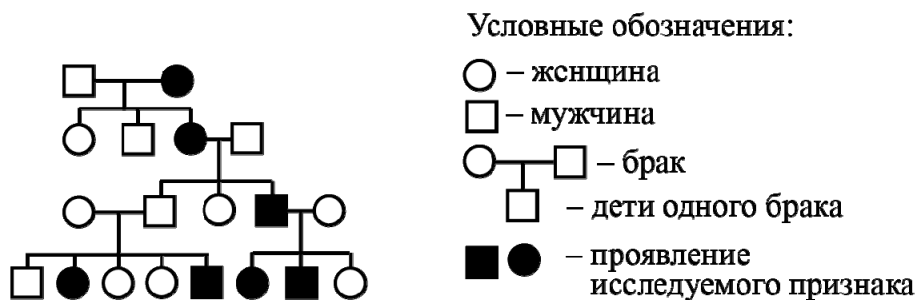 Условные обозначения:
– женщина
– мужчина
– брак
– дети одного брака
– проявление
исследуемого признака